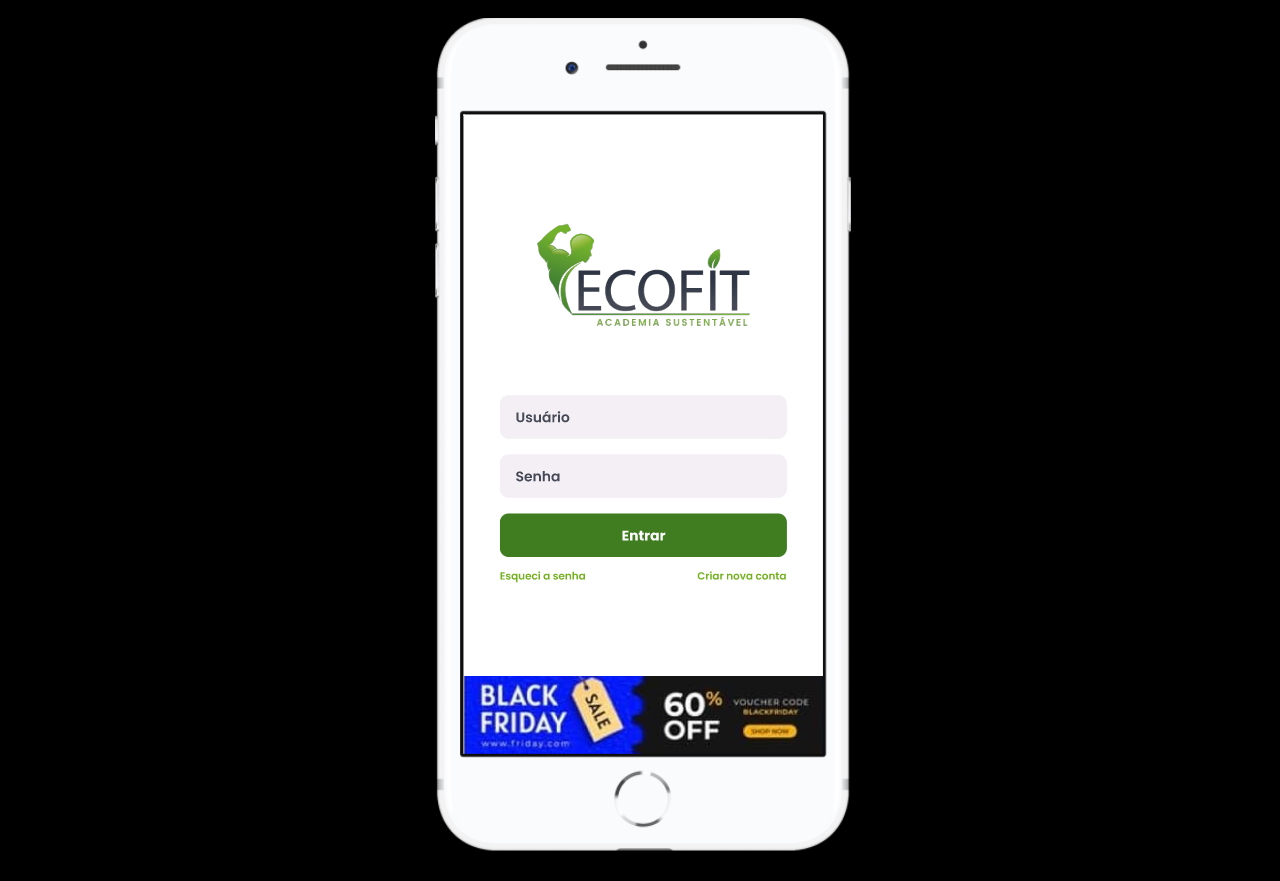 ECOFIT
ACADEMIA SUSTENTÁVEL
Usuário
Senha
Entrar
Esqueci a senha
Criar nova conta
BLACK
FRIDAY
www.friday.com
SALE
60%
OFF
VOUCHER CODE
BLACKFRIDAY
SHOP NOW